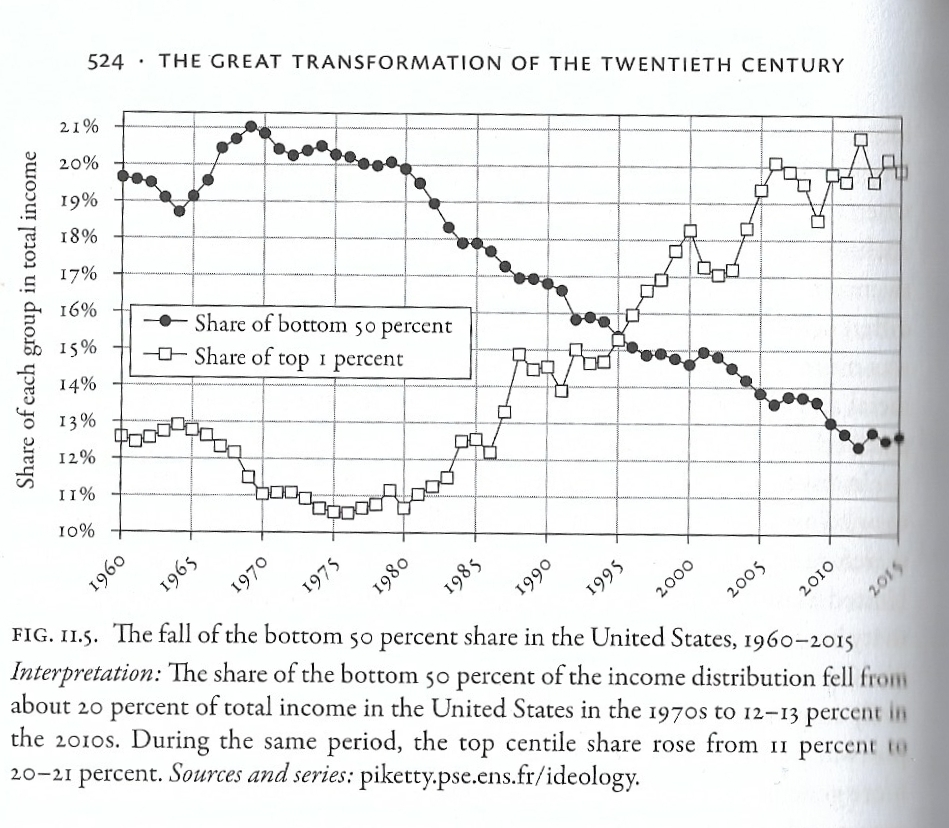 524 · THE GREAT TRANSFORMATION OF THE TWENTIETH CENTURY
Share of each group in total income
21%
20%
19%
18%
17%
16%
15%
14%
13%
12%
11%
10%
Share of bottom 50 percent
Share of top 1 percent
1960
1965
1970
1975
1980
1985
1990
1995
2000
2005
2010
2015
FIG. 11.5. The fall of the bottom 50 percent share in the United States, 1960–2015
Interpretation: The share of the bottom 50 percent of the income distribution fell from
about 20 percent of total income in the United States in the 1970s to 12–13 percent in
the 2010s. During the same period, the top centile share rose from 11 percent to
20–21 percent. Sources and series: piketty.pse.ens.fr/ideology.